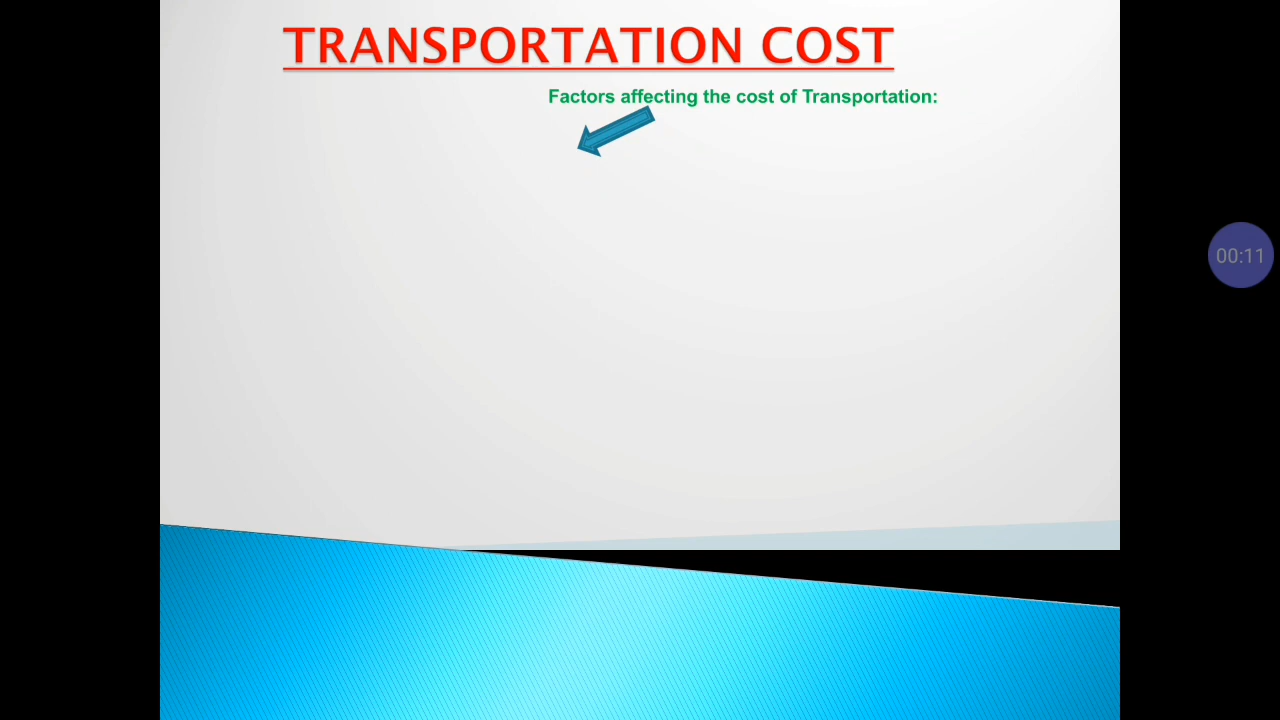 TRANSPORTATION COST
Factors affecting the cost of Transportation:
00:11